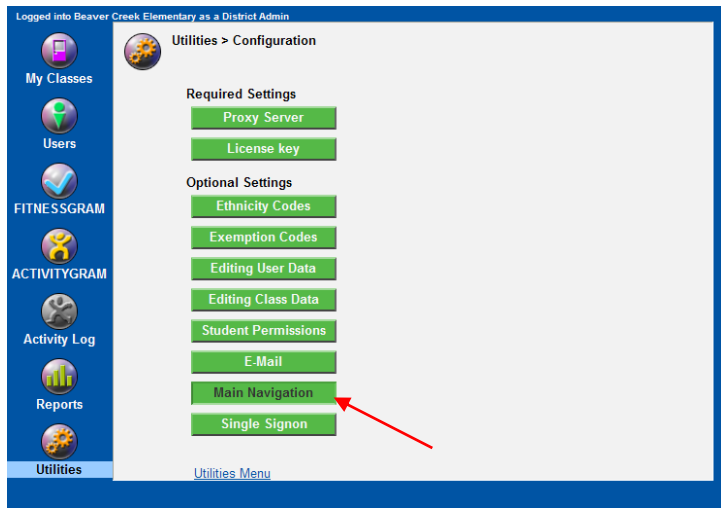 Logged into Beaver Creek Elementary as a District Admin
My Classes
Users
FITNESSGRAM
ACTIVITYGRAM
Activity Log
Reports
Utilities
Utilities > Configuration
Required Settings
Proxy Server
License key
Optional Settings
Ethnicity Codes
Exemption Codes
Editing User Data
Editing Class Data
Student Permissions
E-Mail
Main Navigation
Single Signon
Utilities Menu